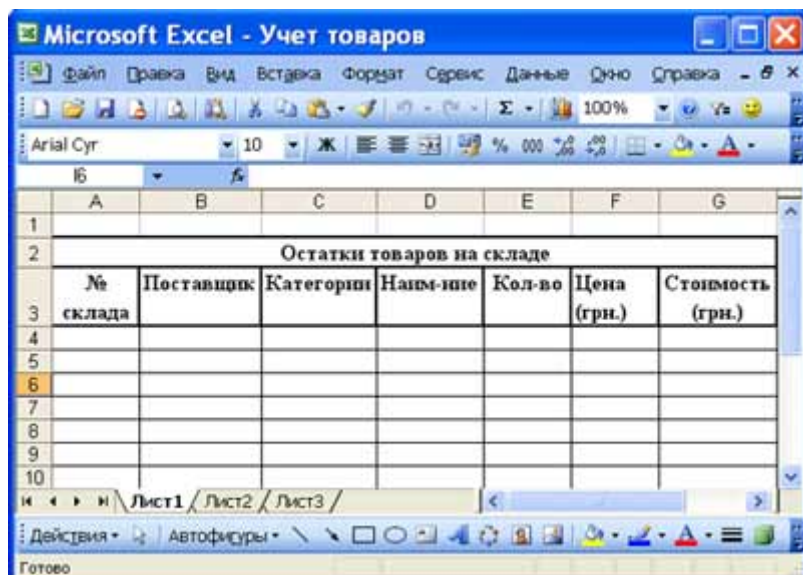 Microsoft Excel - Учет товаров
Файл Правка Вид Вставка Формат Сервис Данные Окно Справка
Σ 100%
Arial Cyr 10 Ж % 000
I6 fx
A B C D E F G
1
2 Остатки товаров на складе
№ Поставщик Категории Наим-ние Кол-во Цена Стоимость
3 склада (грн.) (грн.)
4
5
6
7
8
9
10
Лист1 / Лист2 / Лист3 /
Действия Автофигуры
Готово